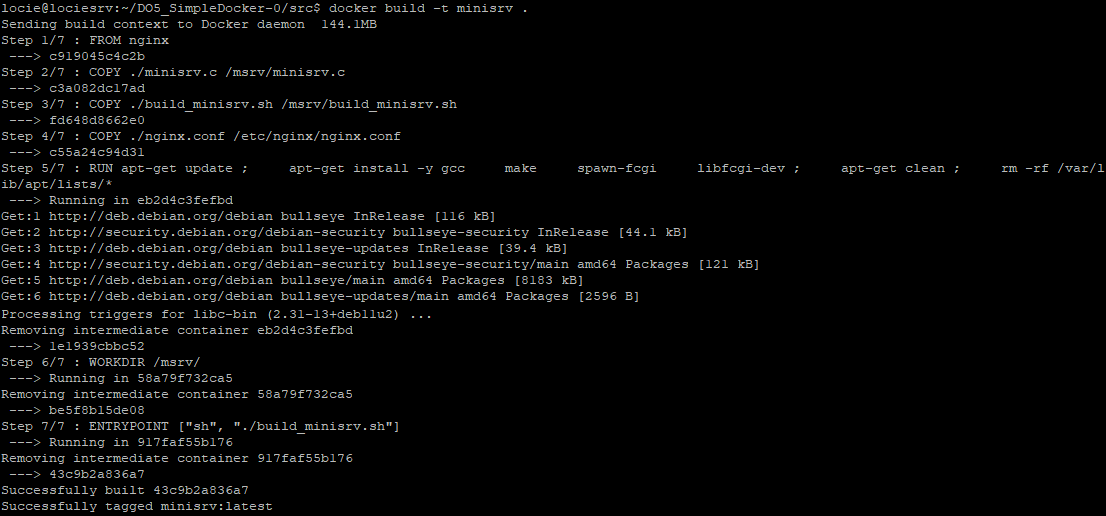 locie@lociesrv:~/DO5_SimpleDocker-0/src$ docker build -t minisrv .
Sending build context to Docker daemon  144.1MB
Step 1/7 : FROM nginx
 ---> c919045c4c2b
Step 2/7 : COPY ./minisrv.c /msrv/minisrv.c
 ---> c3a082dc17ad
Step 3/7 : COPY ./build_minisrv.sh /msrv/build_minisrv.sh
 ---> fd648d8662e0
Step 4/7 : COPY ./nginx.conf /etc/nginx/nginx.conf
 ---> c55a24c94d31
Step 5/7 : RUN apt-get update ;     apt-get install -y gcc     make     spawn-fcgi     libfcgi-dev ;     apt-get clean ;     rm -rf /var/l
ib/apt/lists/*
 ---> Running in eb2d4c3fefbd
Get:1 http://deb.debian.org/debian bullseye InRelease [116 kB]
Get:2 http://security.debian.org/debian-security bullseye-security InRelease [44.1 kB]
Get:3 http://deb.debian.org/debian bullseye-updates InRelease [39.4 kB]
Get:4 http://security.debian.org/debian-security bullseye-security/main amd64 Packages [121 kB]
Get:5 http://deb.debian.org/debian bullseye/main amd64 Packages [8183 kB]
Get:6 http://deb.debian.org/debian bullseye-updates/main amd64 Packages [2596 B]
Processing triggers for libc-bin (2.31-13+deb11u2) ...
Removing intermediate container eb2d4c3fefbd
 ---> 1e1939cbbc52
Step 6/7 : WORKDIR /msrv/
 ---> Running in 58a79f732ca5
Removing intermediate container 58a79f732ca5
 ---> be5f8b15de08
Step 7/7 : ENTRYPOINT ["sh", "./build_minisrv.sh"]
 ---> Running in 917faf55b176
Removing intermediate container 917faf55b176
 ---> 43c9b2a836a7
Successfully built 43c9b2a836a7
Successfully tagged minisrv:latest